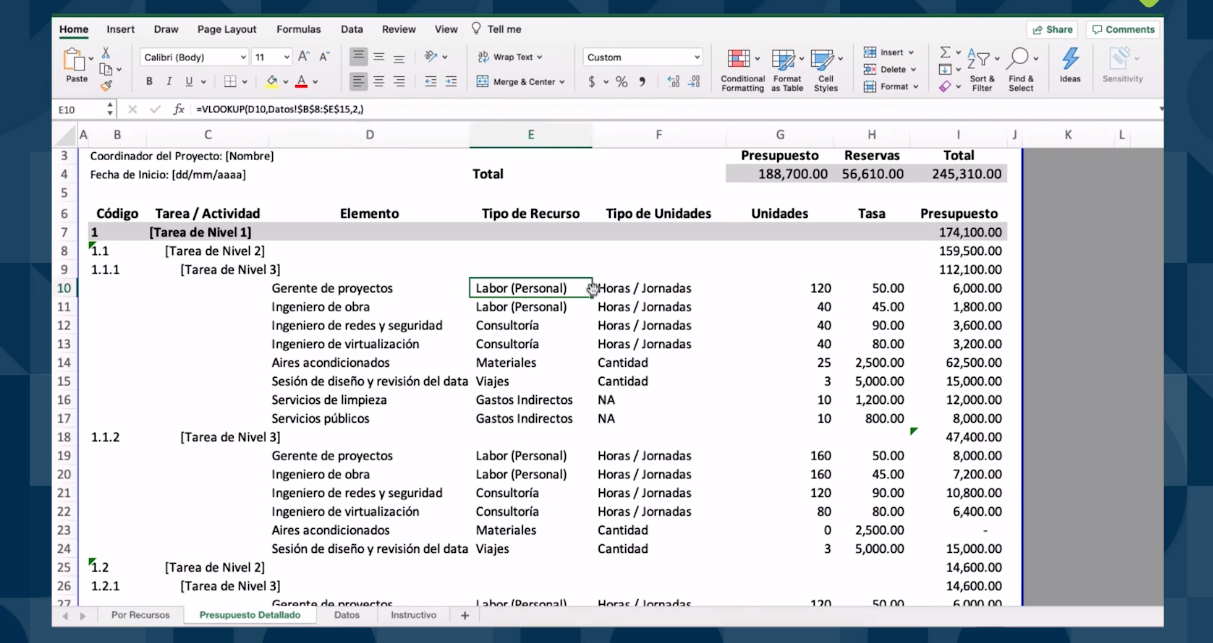 Home Insert Draw Page Layout Formulas Data Review View Tell me Share Comments
Paste Calibri (Body) 11 A^ A˅ Wrap Text Custom Insert
B I U A Merge & Center $ % 9 Conditional Formatting Format as Table Cell Styles Delete Format Sort & Filter Find & Select Ideas Sensitivity
E10 fx =VLOOKUP(D10,Datos!$B$8:$E$15,2,)
A B C D E F G H I J K L
3 Coordinador del Proyecto: [Nombre] Presupuesto Reservas Total
4 Fecha de Inicio: [dd/mm/aaaa] Total 188,700.00 56,610.00 245,310.00
5
6 Código Tarea / Actividad Elemento Tipo de Recurso Tipo de Unidades Unidades Tasa Presupuesto
7 1 [Tarea de Nivel 1] 174,100.00
8 1.1 [Tarea de Nivel 2] 159,500.00
9 1.1.1 [Tarea de Nivel 3] 112,100.00
10 Gerente de proyectos Labor (Personal) Horas / Jornadas 120 50.00 6,000.00
11 Ingeniero de obra Labor (Personal) Horas / Jornadas 40 45.00 1,800.00
12 Ingeniero de redes y seguridad Consultoría Horas / Jornadas 40 90.00 3,600.00
13 Ingeniero de virtualización Consultoría Horas / Jornadas 40 80.00 3,200.00
14 Aires acondicionados Materiales Cantidad 25 2,500.00 62,500.00
15 Sesión de diseño y revisión del data Viajes Cantidad 3 5,000.00 15,000.00
16 Servicios de limpieza Gastos Indirectos NA 10 1,200.00 12,000.00
17 Servicios públicos Gastos Indirectos NA 10 800.00 8,000.00
18 1.1.2 [Tarea de Nivel 3] 47,400.00
19 Gerente de proyectos Labor (Personal) Horas / Jornadas 160 50.00 8,000.00
20 Ingeniero de obra Labor (Personal) Horas / Jornadas 160 45.00 7,200.00
21 Ingeniero de redes y seguridad Consultoría Horas / Jornadas 120 90.00 10,800.00
22 Ingeniero de virtualización Consultoría Horas / Jornadas 80 80.00 6,400.00
23 Aires acondicionados Materiales Cantidad 0 2,500.00 -
24 Sesión de diseño y revisión del data Viajes Cantidad 3 5,000.00 15,000.00
25 1.2 [Tarea de Nivel 2] 14,600.00
26 1.2.1 [Tarea de Nivel 3] 14,600.00
27 Gerente de proyectos Labor (Personal) Horas / Jornadas 120 50.00 6,000.00
Por Recursos Presupuesto Detallado Datos Instructivo +